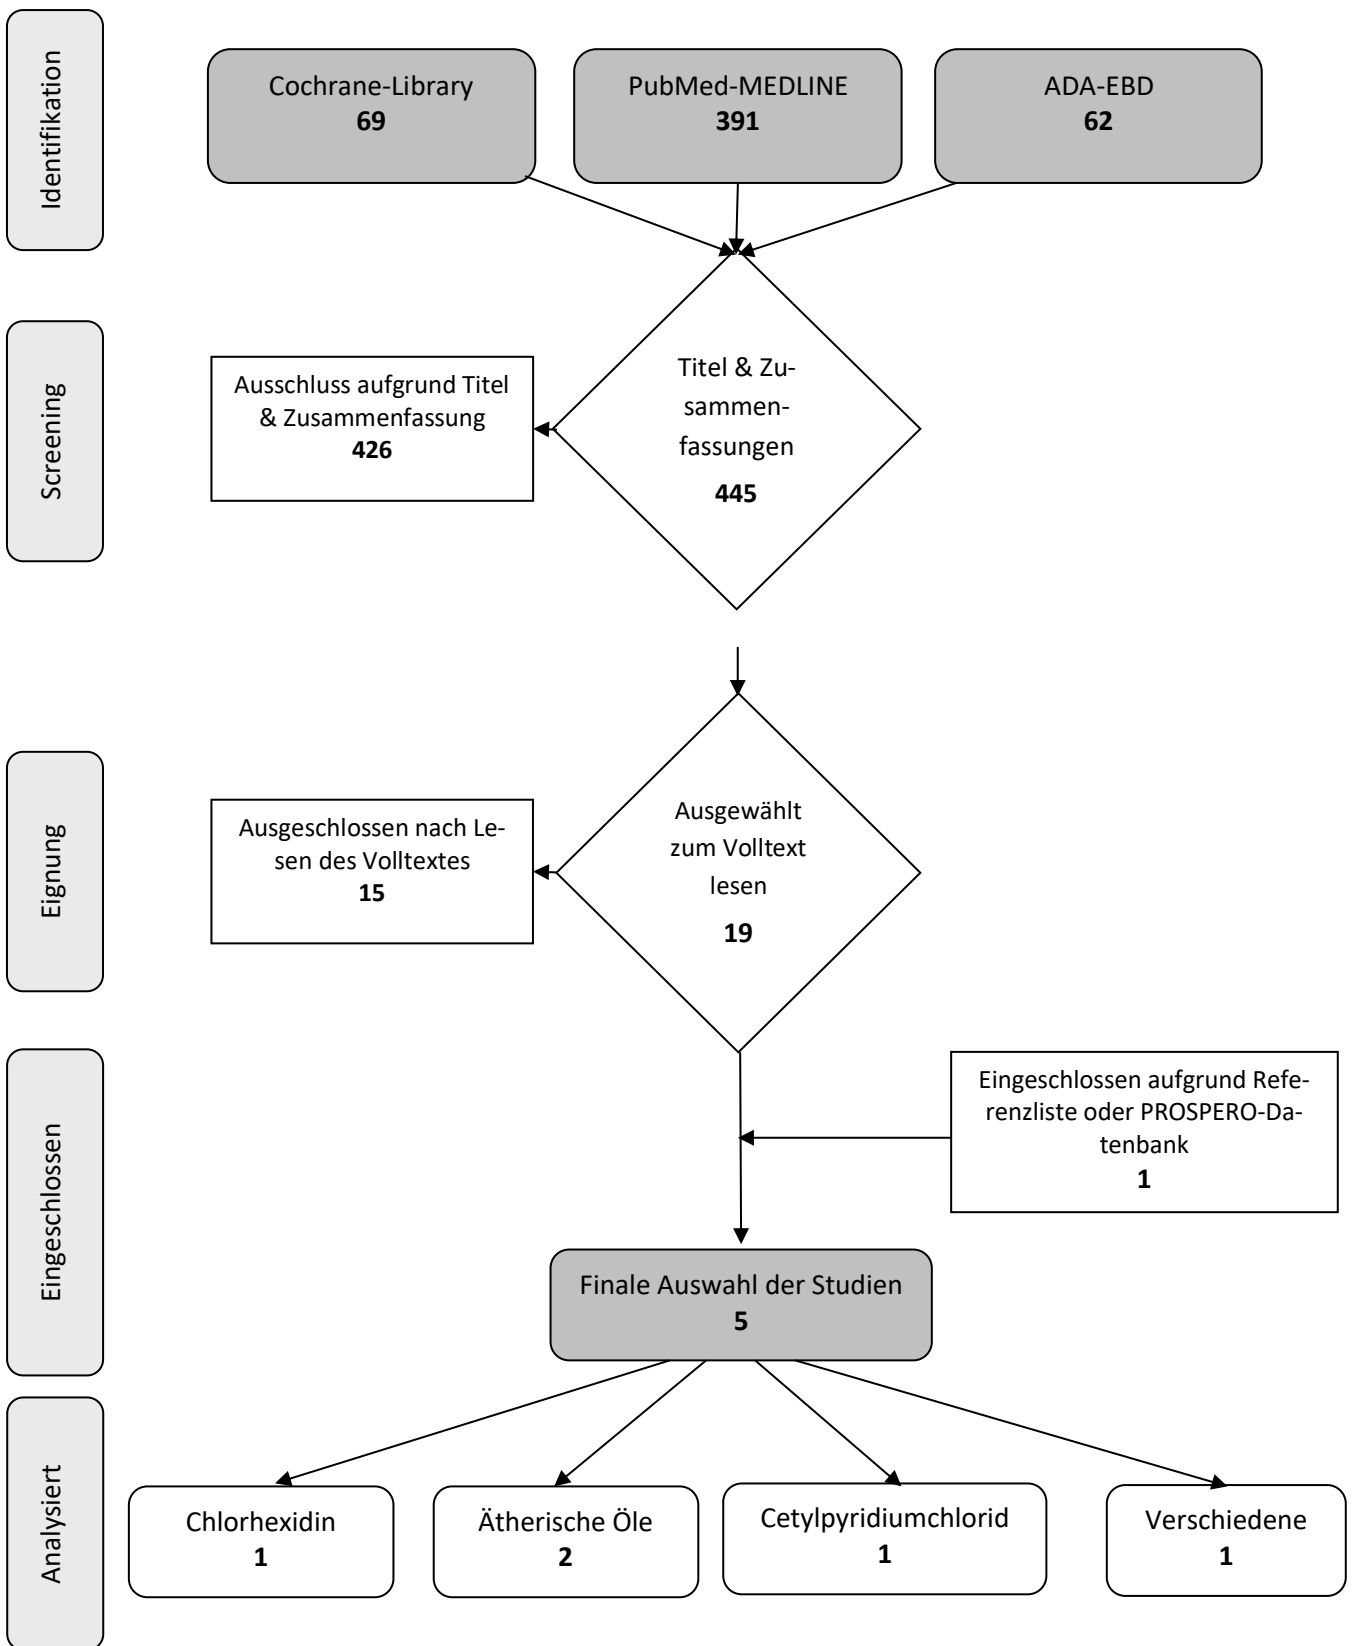 Identifikation
Cochrane-Library
69
PubMed-MEDLINE
391
ADA-EBD
62
Screening
Ausschluss aufgrund Titel
& Zusammenfassung
426
Titel & Zu-
sammen-
fassungen
445
Eignung
Ausgeschlossen nach Le-
sen des Volltextes
15
Ausgewählt
zum Volltext
lesen
19
Eingeschlossen
Eingeschlossen aufgrund Refe-
renzliste oder PROSPERO-Da-
tenbank
1
Finale Auswahl der Studien
5
Analysiert
Chlorhexidin
1
Ätherische Öle
2
Cetylpyridiumchlorid
1
Verschiedene
1